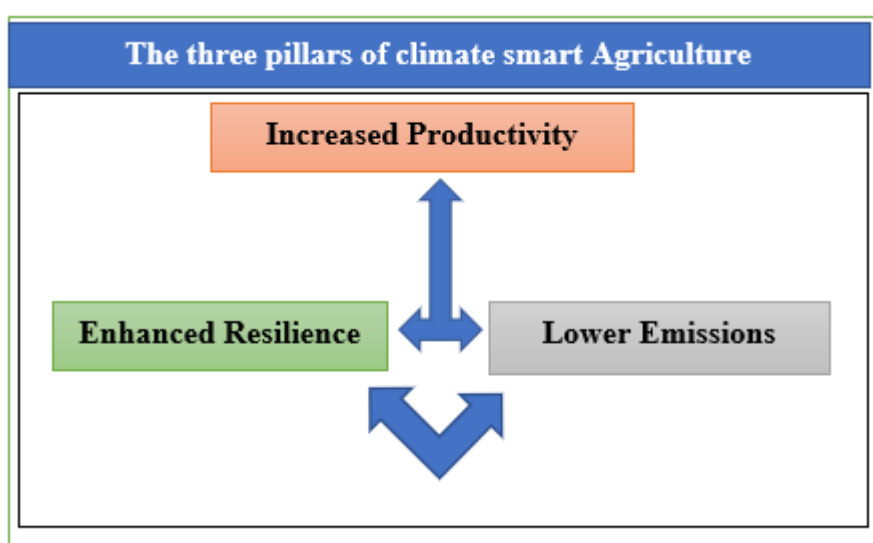 The three pillars of climate smart Agriculture
Increased Productivity
Enhanced Resilience
Lower Emissions